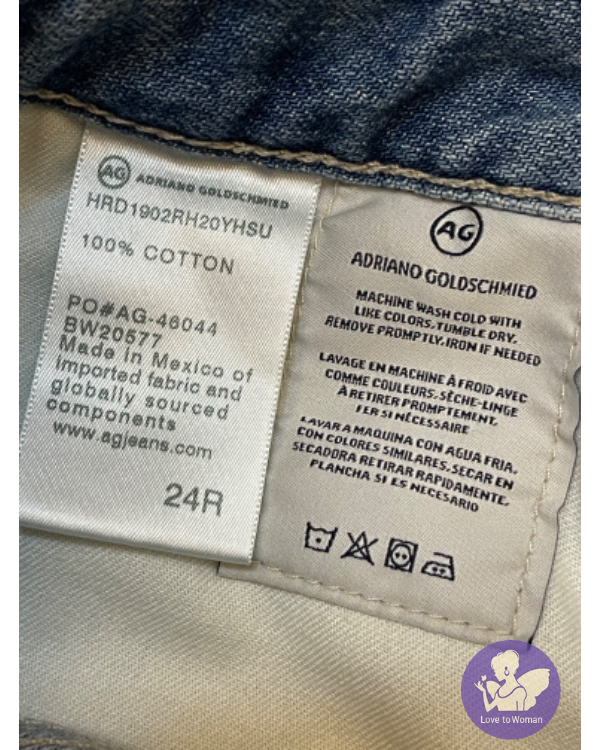 AG ADRIANO GOLDSCHMIED
HRD1902RH20YHSU
100% COTTON
PO#AG-46044
BW20577
Made in Mexico of
imported fabric and
globally sourced
components
www.agjeans.com
24R
AG
ADRIANO GOLDSCHMIED
MACHINE WASH COLD WITH
LIKE COLORS. TUMBLE DRY.
REMOVE PROMPTLY. IRON IF NEEDED
LAVAGE EN MACHINE À FROID AVEC
COMME COULEURS. SÈCHE-LINGE
À RETIRER PROMPTEMENT.
FER SI NÉCESSAIRE
LAVAR A MAQUINA CON AGUA FRIA.
CON COLORES SIMILARES. SECAR EN
SECADORA RETIRAR RAPIDAMENTE.
PLANCHA SI ES NECESARIO
Love to Woman